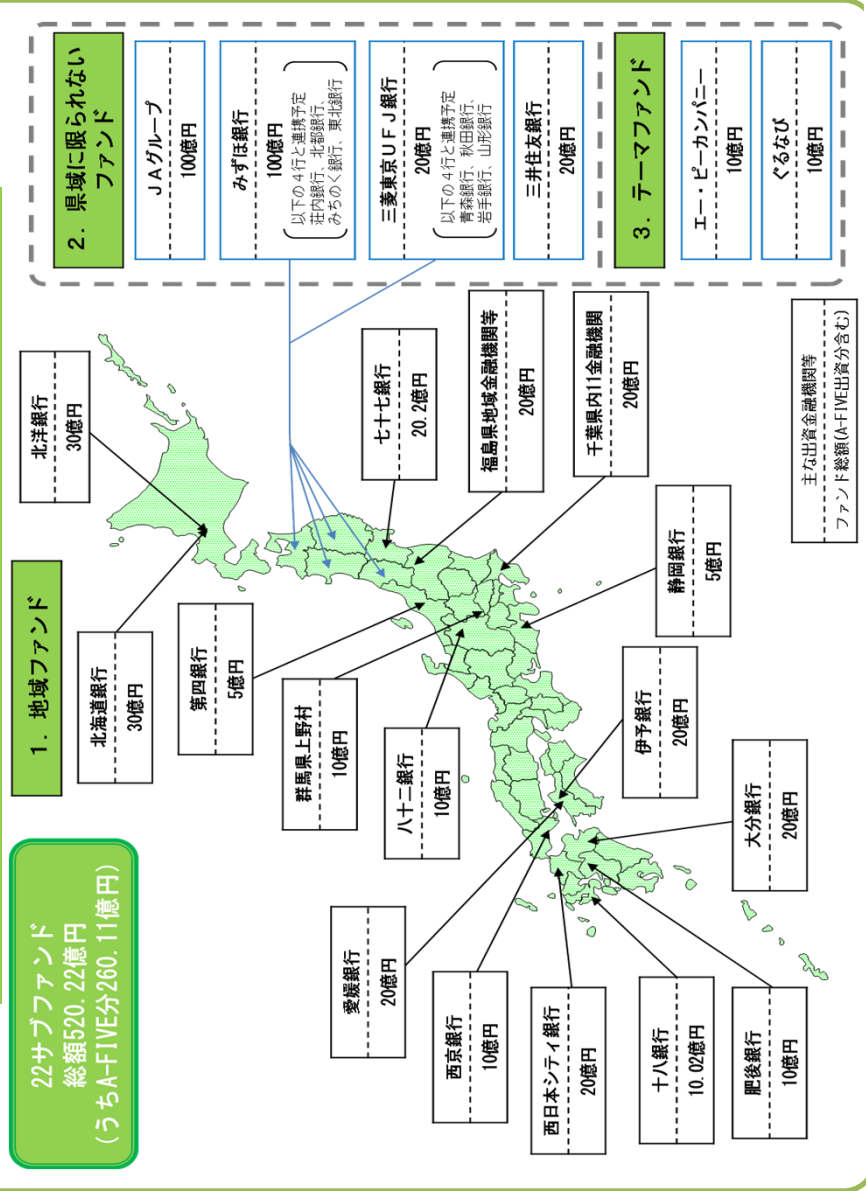 22サブファンド
総額520.22億円
(うちA-FIVE分260.11億円)
1. 地域ファンド
北洋銀行
30億円
北海道銀行
30億円
第四銀行
5億円
群馬県上野村
10億円
八十二銀行
10億円
七十七銀行
20.2億円
福島県地域金融機関等
20億円
千葉県内11金融機関
20億円
静岡銀行
5億円
伊予銀行
20億円
大分銀行
20億円
愛媛銀行
20億円
西京銀行
10億円
西日本シティ銀行
20億円
十八銀行
10.02億円
肥後銀行
10億円
2. 県域に限られない
ファンド
JAグループ
100億円
みずほ銀行
100億円
以下の4行と連携予定
荘内銀行、北都銀行、
みちのく銀行、東北銀行
三菱東京UFJ銀行
20億円
以下の4行と連携予定
青森銀行、秋田銀行、
岩手銀行、山形銀行
三井住友銀行
20億円
3. テーマファンド
エー・ピーカンパニー
10億円
ぐるなび
10億円
主な出資金融機関等
ファンド総額(A-FIVE出資分含む)